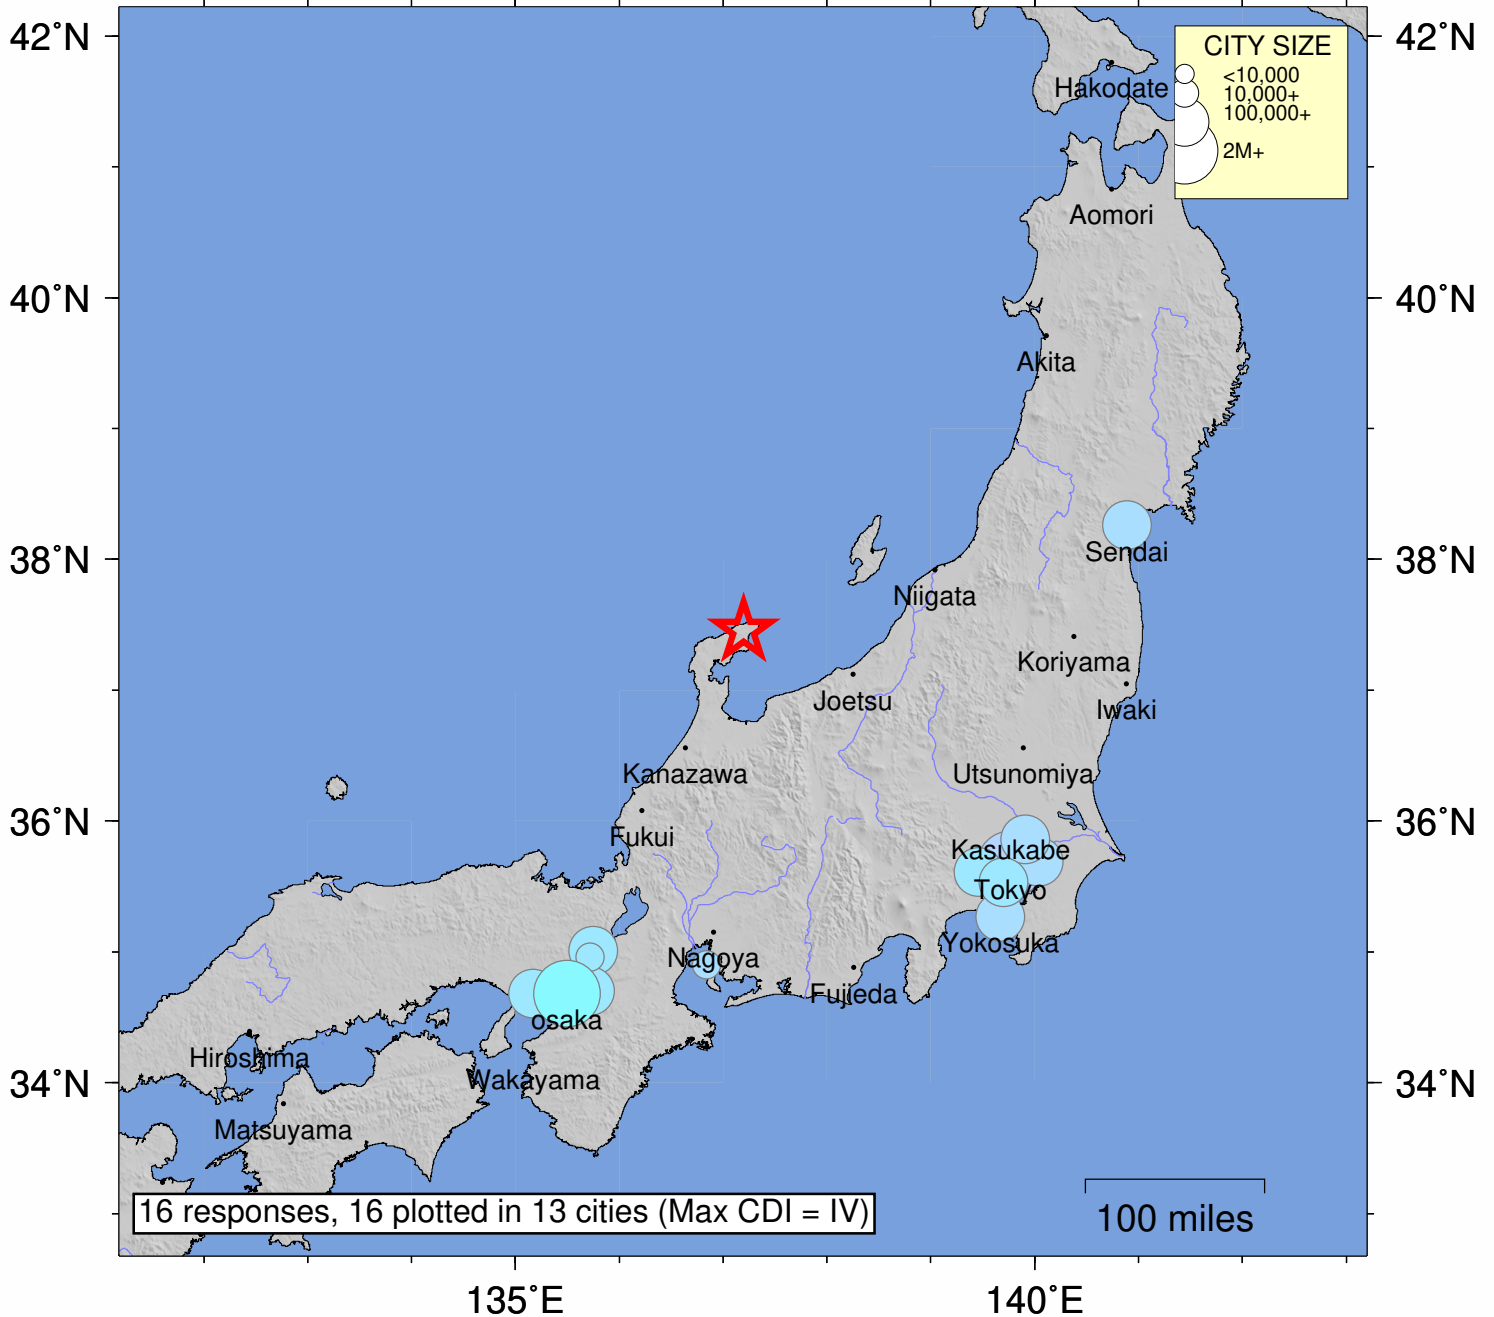 42°N
42°N
CITY SIZE
<10,000
10,000+
100,000+
2M+
Hakodate
Aomori
40°N
40°N
Akita
38°N
38°N
Sendai
Niigata
Koriyama
Joetsu
Iwaki
Kanazawa
Utsunomiya
36°N
36°N
Fukui
Kasukabe
Tokyo
Yokosuka
Nagoya
Fujieda
osaka
Hiroshima
34°N
34°N
Wakayama
Matsuyama
16 responses, 16 plotted in 13 cities (Max CDI = IV)
100 miles
135°E
140°E